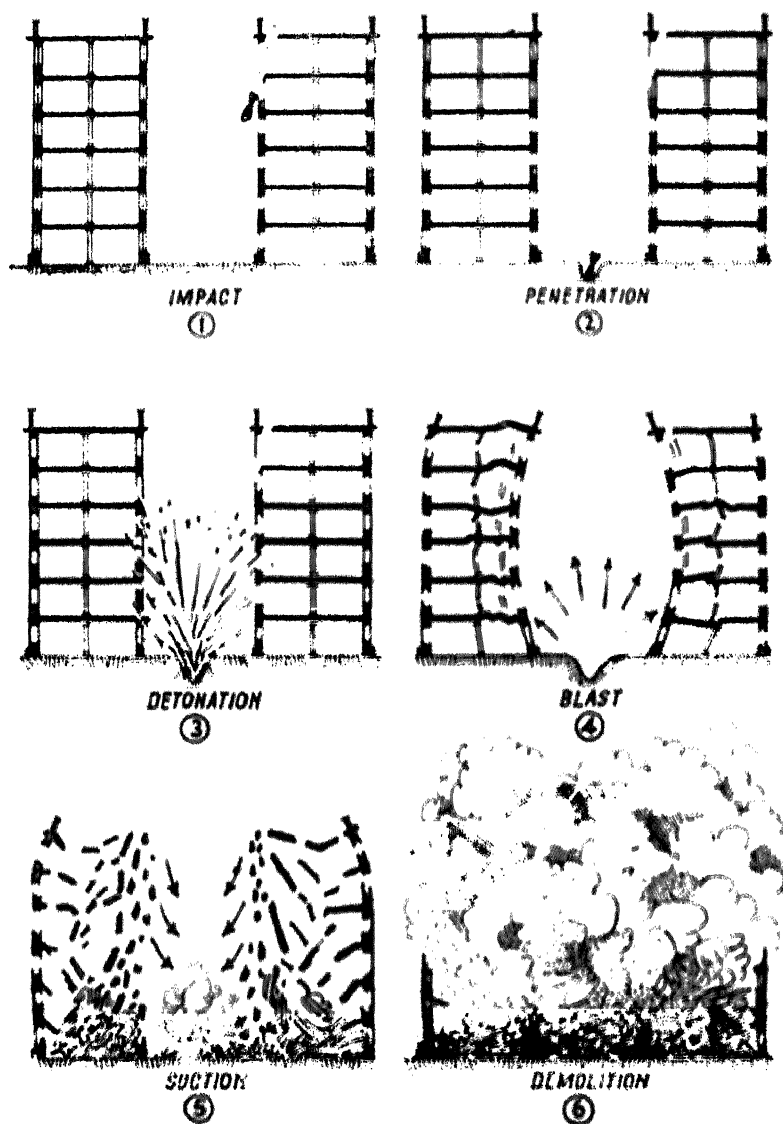 IMPACT
①
PENETRATION
②
DETONATION
③
BLAST
④
SUCTION
⑤
DEMOLITION
⑥